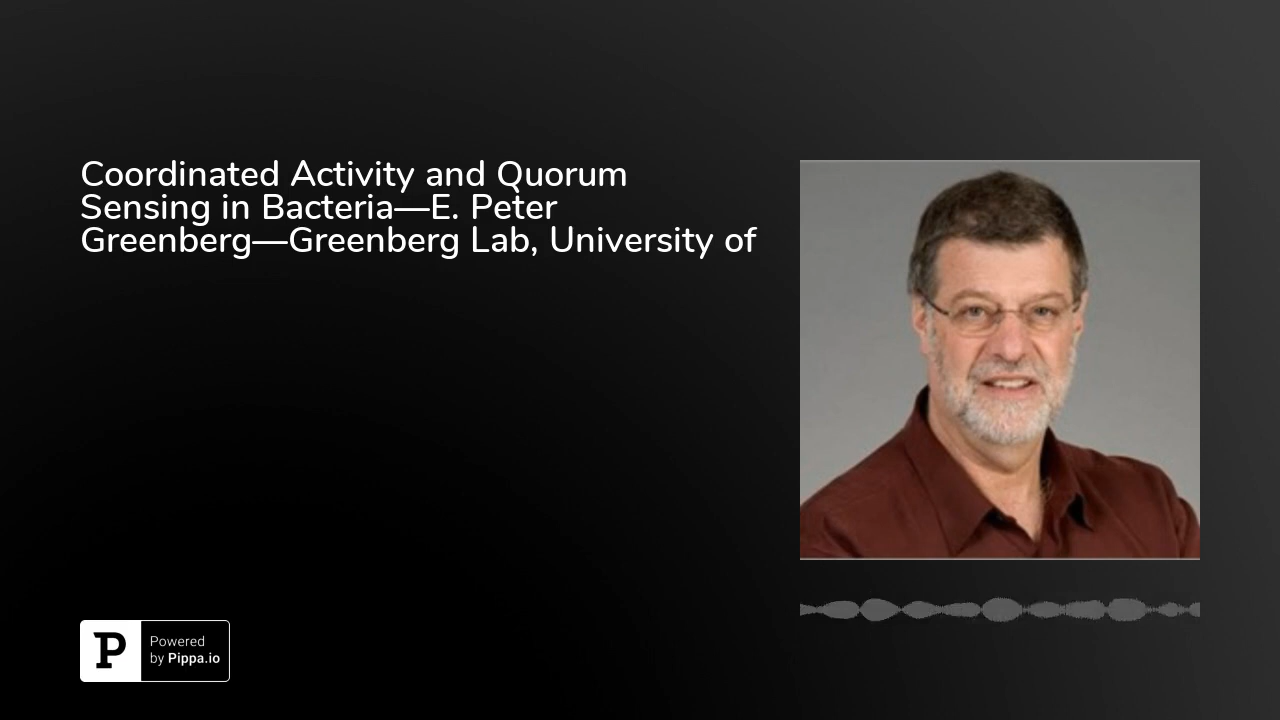 Coordinated Activity and Quorum
Sensing in Bacteria—E. Peter
Greenberg—Greenberg Lab, University of
P
Powered
by Pippa.io